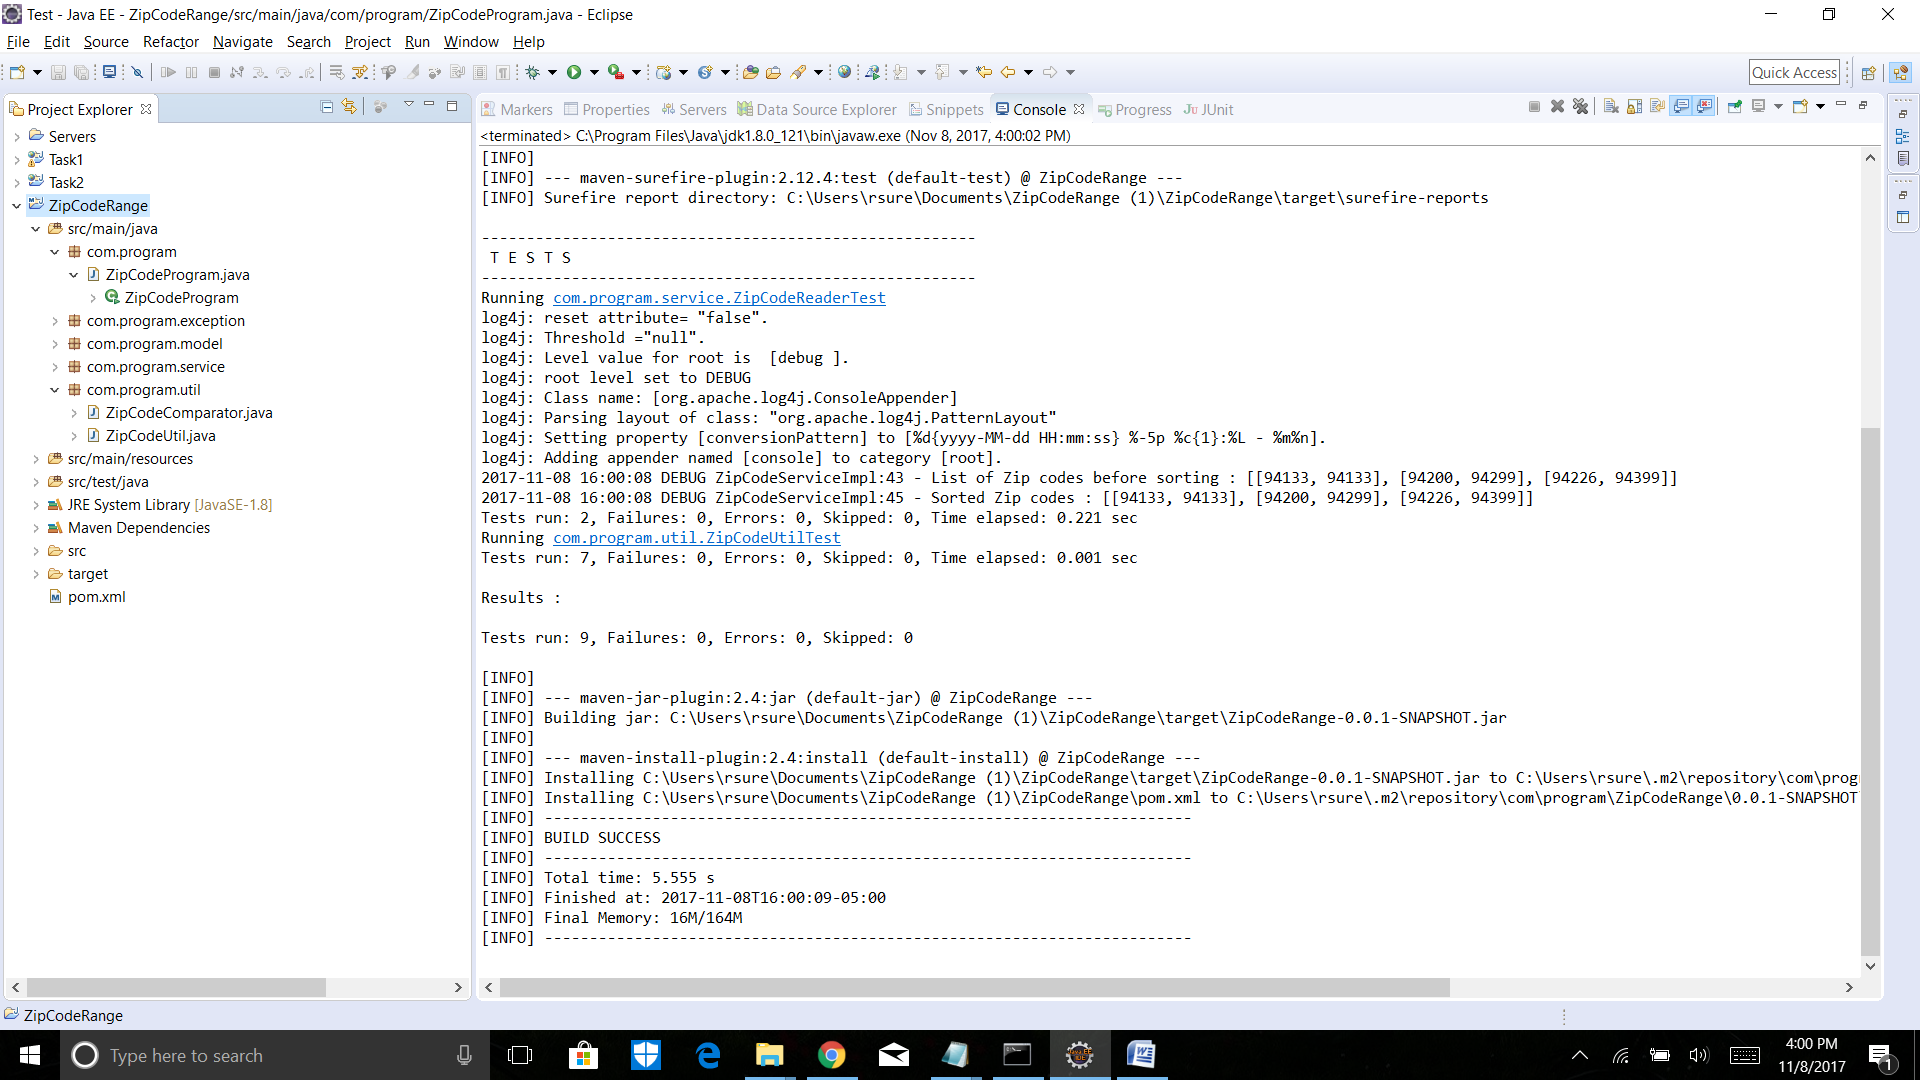 Test - Java EE - ZipCodeRange/src/main/java/com/program/ZipCodeProgram.java - Eclipse
File Edit Source Refactor Navigate Search Project Run Window Help
Quick Access
Project Explorer
Servers
Task1
Task2
ZipCodeRange
src/main/java
com.program
ZipCodeProgram.java
ZipCodeProgram
com.program.exception
com.program.model
com.program.service
com.program.util
ZipCodeComparator.java
ZipCodeUtil.java
src/main/resources
src/test/java
JRE System Library [JavaSE-1.8]
Maven Dependencies
src
target
pom.xml
Markers Properties Servers Data Source Explorer Snippets Console Progress JUnit
<terminated> C:\Program Files\Java\jdk1.8.0_121\bin\javaw.exe (Nov 8, 2017, 4:00:02 PM)
[INFO]
[INFO] --- maven-surefire-plugin:2.12.4:test (default-test) @ ZipCodeRange ---
[INFO] Surefire report directory: C:\Users\rsure\Documents\ZipCodeRange (1)\ZipCodeRange\target\surefire-reports
-------------------------------------------------------
T E S T S
-------------------------------------------------------
Running com.program.service.ZipCodeReaderTest
log4j: reset attribute= "false".
log4j: Threshold ="null".
log4j: Level value for root is  [debug ].
log4j: root level set to DEBUG
log4j: Class name: [org.apache.log4j.ConsoleAppender]
log4j: Parsing layout of class: "org.apache.log4j.PatternLayout"
log4j: Setting property [conversionPattern] to [%d{yyyy-MM-dd HH:mm:ss} %-5p %c{1}:%L - %m%n].
log4j: Adding appender named [console] to category [root].
2017-11-08 16:00:08 DEBUG ZipCodeServiceImpl:43 - List of Zip codes before sorting : [[94133, 94133], [94200, 94299], [94226, 94399]]
2017-11-08 16:00:08 DEBUG ZipCodeServiceImpl:45 - Sorted Zip codes : [[94133, 94133], [94200, 94299], [94226, 94399]]
Tests run: 2, Failures: 0, Errors: 0, Skipped: 0, Time elapsed: 0.221 sec
Running com.program.util.ZipCodeUtilTest
Tests run: 7, Failures: 0, Errors: 0, Skipped: 0, Time elapsed: 0.001 sec
Results :
Tests run: 9, Failures: 0, Errors: 0, Skipped: 0
[INFO]
[INFO] --- maven-jar-plugin:2.4:jar (default-jar) @ ZipCodeRange ---
[INFO] Building jar: C:\Users\rsure\Documents\ZipCodeRange (1)\ZipCodeRange\target\ZipCodeRange-0.0.1-SNAPSHOT.jar
[INFO]
[INFO] --- maven-install-plugin:2.4:install (default-install) @ ZipCodeRange ---
[INFO] Installing C:\Users\rsure\Documents\ZipCodeRange (1)\ZipCodeRange\target\ZipCodeRange-0.0.1-SNAPSHOT.jar to C:\Users\rsure\.m2\repository\com\prog
[INFO] Installing C:\Users\rsure\Documents\ZipCodeRange (1)\ZipCodeRange\pom.xml to C:\Users\rsure\.m2\repository\com\program\ZipCodeRange\0.0.1-SNAPSHOT
[INFO] ------------------------------------------------------------------------
[INFO] BUILD SUCCESS
[INFO] ------------------------------------------------------------------------
[INFO] Total time: 5.555 s
[INFO] Finished at: 2017-11-08T16:00:09-05:00
[INFO] Final Memory: 16M/164M
[INFO] ------------------------------------------------------------------------
ZipCodeRange
Type here to search
4:00 PM
11/8/2017
1